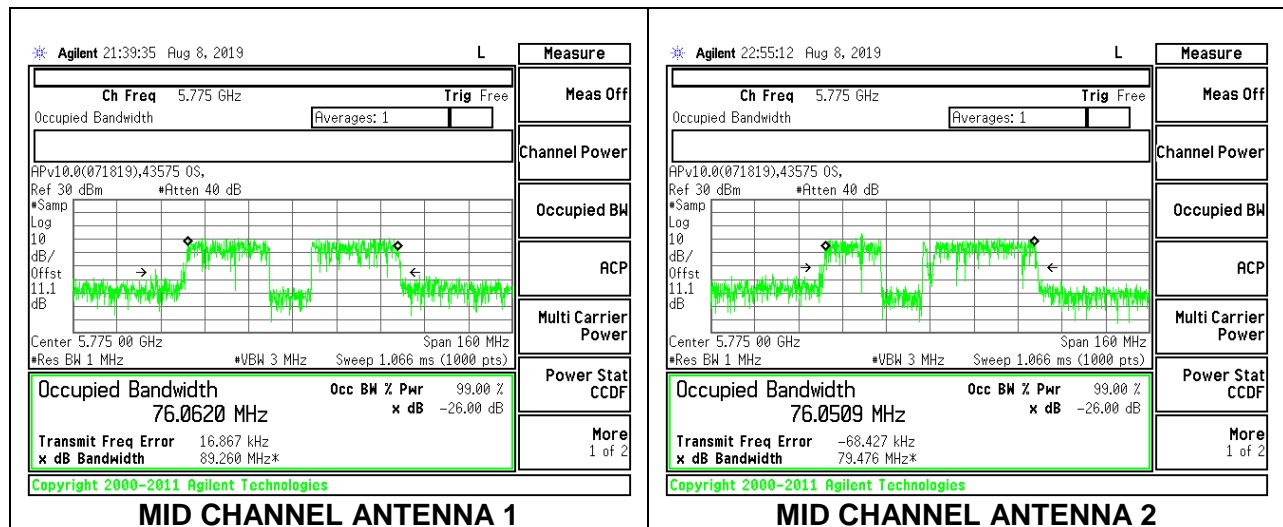 Agilent 21:39:35 Aug 8, 2019 L
Measure
Ch Freq 5.775 GHz Trig Free
Occupied Bandwidth Averages: 1
APv10.0(071819),43575 OS,
Ref 30 dBm #Atten 40 dB
#Samp
Log
10
dB/
Offst
11.1
dB
Center 5.775 00 GHz Span 160 MHz
#Res BW 1 MHz #VBW 3 MHz Sweep 1.066 ms (1000 pts)
Occupied Bandwidth Occ BW % Pwr 99.00 %
76.0620 MHz x dB -26.00 dB
Transmit Freq Error 16.867 kHz
x dB Bandwidth 89.260 MHz*
Copyright 2000-2011 Agilent Technologies
Meas Off
Channel Power
Occupied BW
ACP
Multi Carrier
Power
Power Stat
CCDF
More
1 of 2
MID CHANNEL ANTENNA 1
Agilent 22:55:12 Aug 8, 2019 L
Measure
Ch Freq 5.775 GHz Trig Free
Occupied Bandwidth Averages: 1
APv10.0(071819),43575 OS,
Ref 30 dBm #Atten 40 dB
#Samp
Log
10
dB/
Offst
11.1
dB
Center 5.775 00 GHz Span 160 MHz
#Res BW 1 MHz #VBW 3 MHz Sweep 1.066 ms (1000 pts)
Occupied Bandwidth Occ BW % Pwr 99.00 %
76.0509 MHz x dB -26.00 dB
Transmit Freq Error -68.427 kHz
x dB Bandwidth 79.476 MHz*
Copyright 2000-2011 Agilent Technologies
Meas Off
Channel Power
Occupied BW
ACP
Multi Carrier
Power
Power Stat
CCDF
More
1 of 2
MID CHANNEL ANTENNA 2